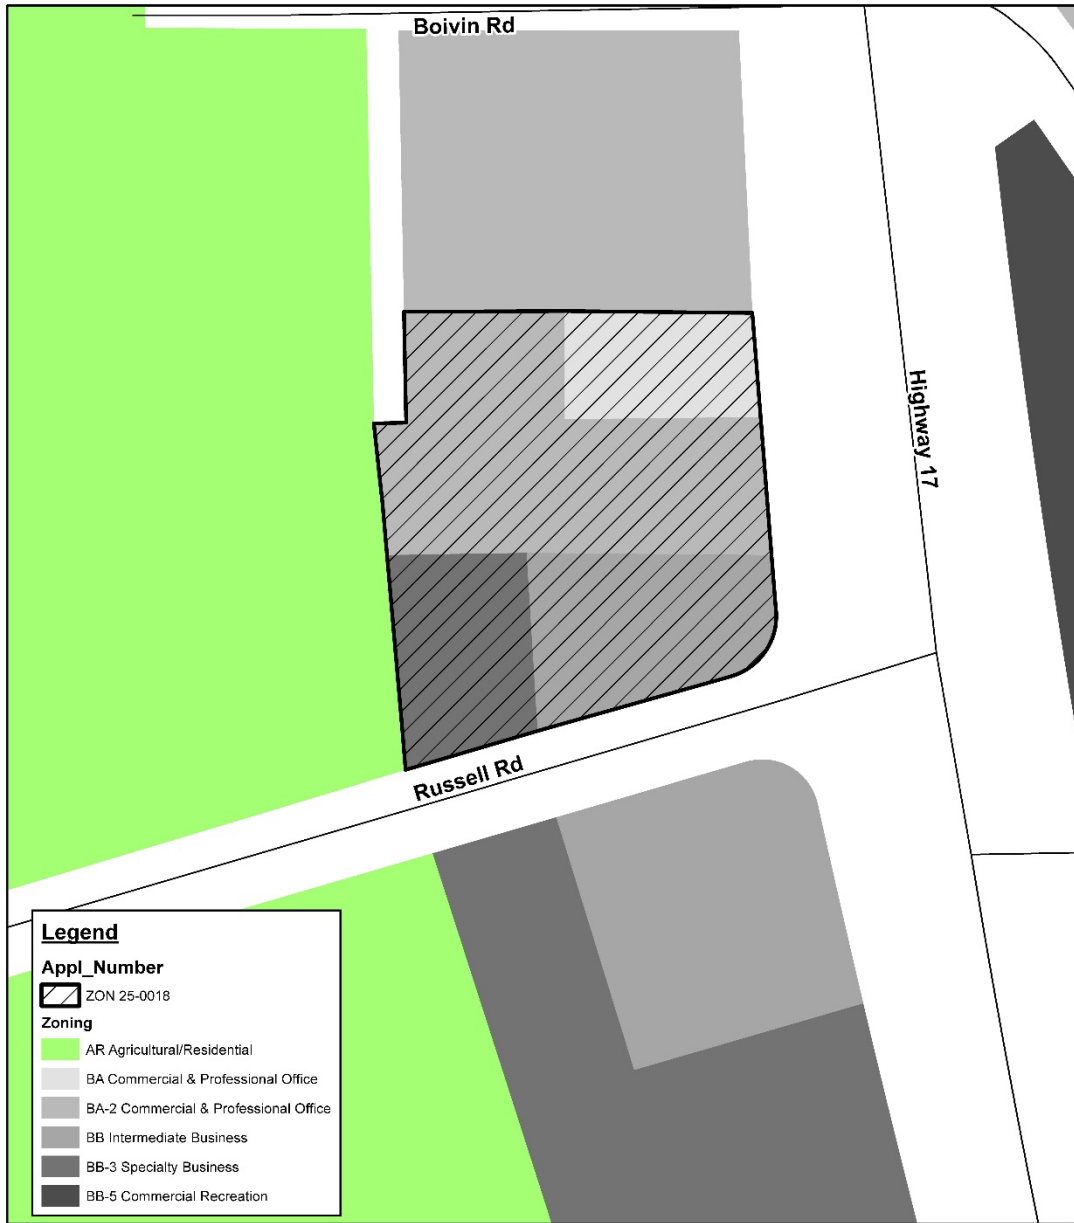 Boivin Rd
Highway 17
Russell Rd
Legend
Appl_Number
ZON 25-0018
Zoning
AR Agricultural/Residential
BA Commercial & Professional Office
BA-2 Commercial & Professional Office
BB Intermediate Business
BB-3 Specialty Business
BB-5 Commercial Recreation